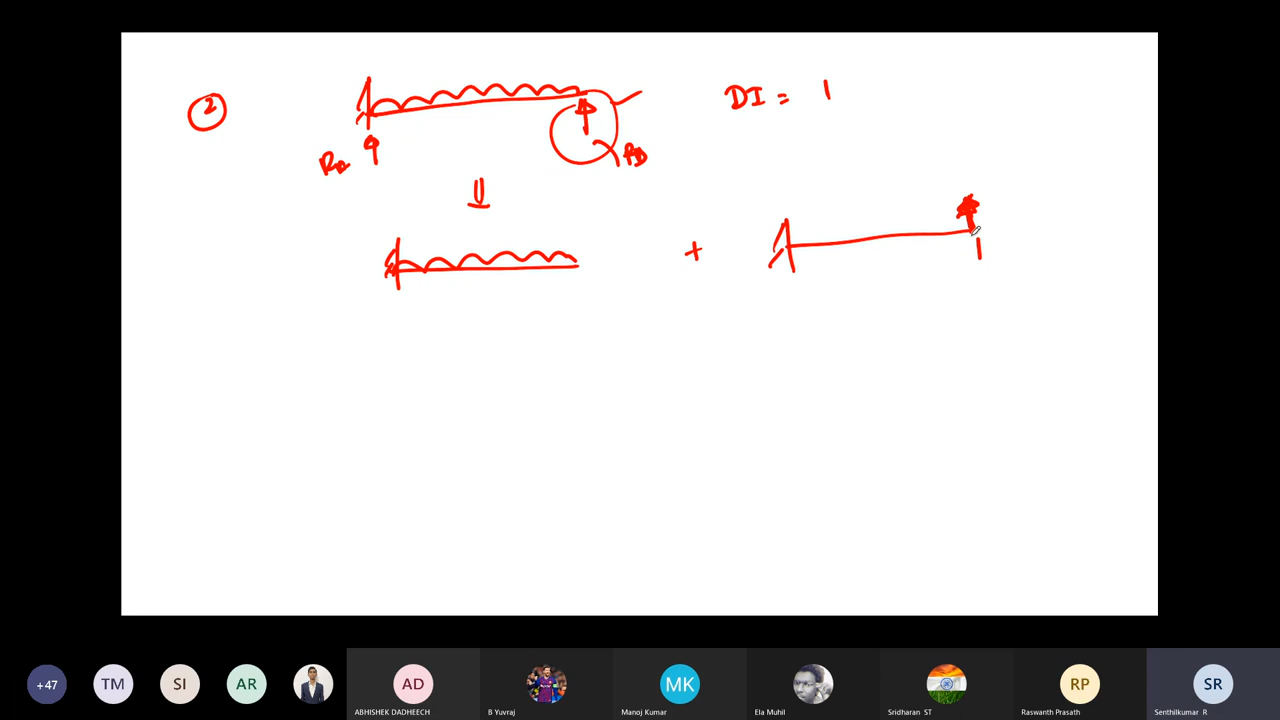 2
DI = 1
RA
RB
+
1
+47
TM
SI
AR
AD
MK
RP
SR
ABHISHEK DADHEECH
B Yuvraj
Manoj Kumar
Ela Muhil
Sridharan ST
Raswanth Prasath
Senthilkumar R